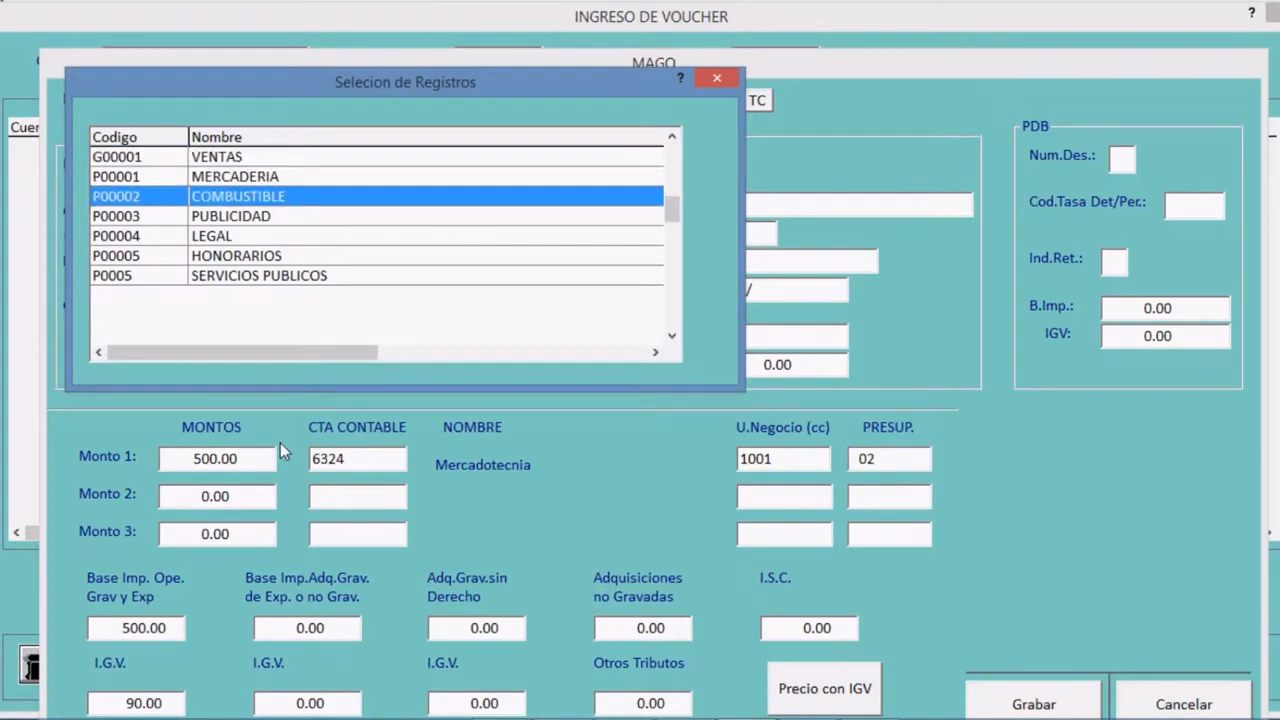 INGRESO DE VOUCHER
?
MAGO
Selecion de Registros
?
TC
PDB
Cuen
Codigo Nombre
G00001 VENTAS
P00001 MERCADERIA
P00002 COMBUSTIBLE
P00003 PUBLICIDAD
P00004 LEGAL
P00005 HONORARIOS
P0005 SERVICIOS PUBLICOS
/
0.00
Num.Des.:
Cod.Tasa Det/Per.:
Ind.Ret.:
B.Imp.: 0.00
IGV: 0.00
MONTOS CTA CONTABLE NOMBRE U.Negocio (cc) PRESUP.
Monto 1: 500.00 6324 Mercadotecnia 1001 02
Monto 2: 0.00
Monto 3: 0.00
Base Imp. Ope.
Grav y Exp
Base Imp.Adq.Grav.
de Exp. o no Grav.
Adq.Grav.sin
Derecho
Adquisiciones
no Gravadas
I.S.C.
500.00 0.00 0.00 0.00 0.00
I.G.V. I.G.V. I.G.V. Otros Tributos
90.00 0.00 0.00 0.00
Precio con IGV
Grabar Cancelar